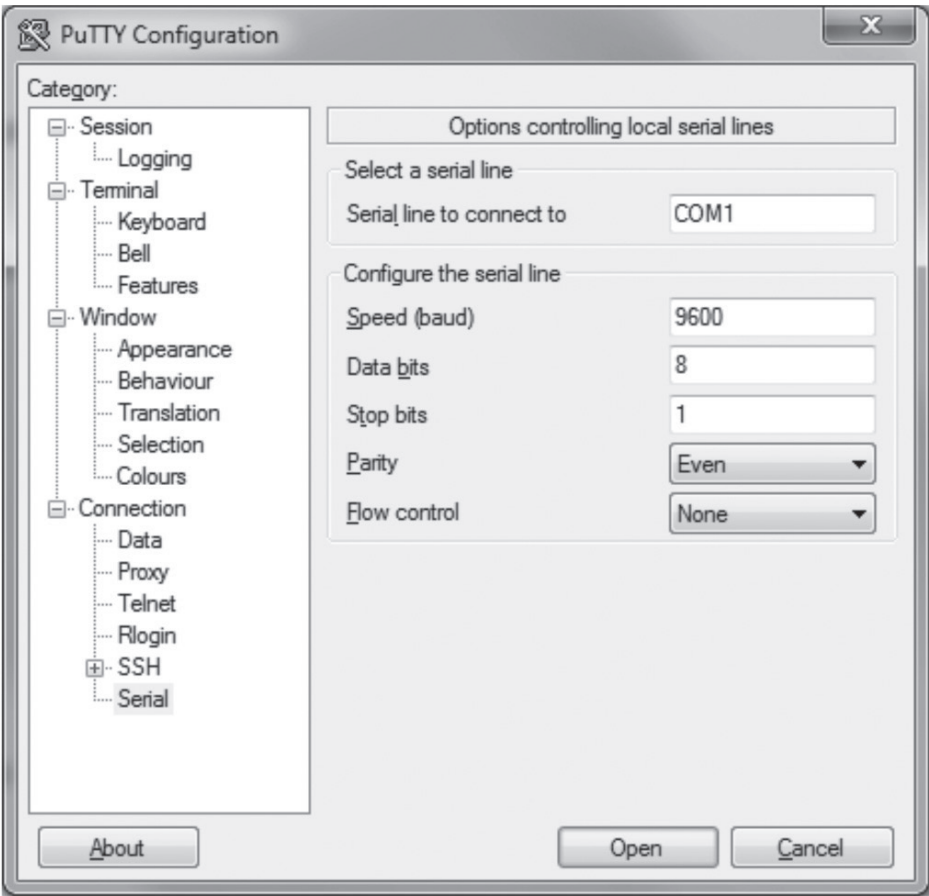 PuTTY Configuration
X
Category:
Session
Logging
Terminal
Keyboard
Bell
Features
Window
Appearance
Behaviour
Translation
Selection
Colours
Connection
Data
Proxy
Telnet
Rlogin
SSH
Serial
Options controlling local serial lines
Select a serial line
Serial line to connect to COM1
Configure the serial line
Speed (baud) 9600
Data bits 8
Stop bits 1
Parity Even
Flow control None
About Open Cancel